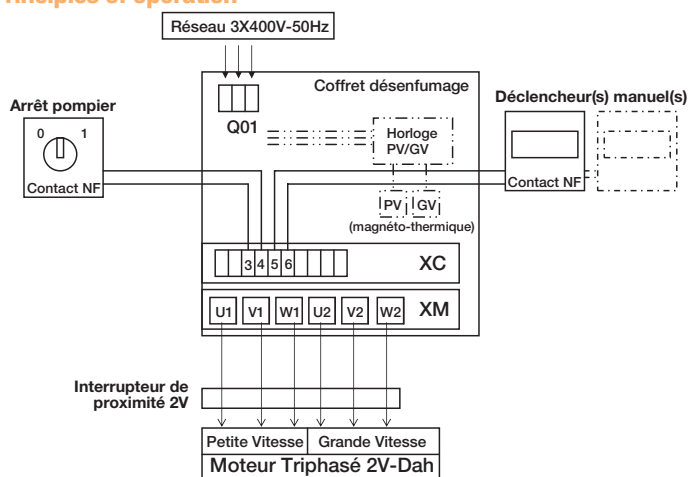 Réseau 3X400V-50Hz
Coffret désenfumage
Arrêt pompier
0 1
Contact NF
Q01
Horloge
PV/GV
PV GV
(magnéto-thermique)
Déclencheur(s) manuel(s)
Contact NF
3 4 5 6
XC
U1 V1 W1 U2 V2 W2 XM
Interrupteur de
proximité 2V
Petite Vitesse Grande Vitesse
Moteur Triphasé 2V-Dah